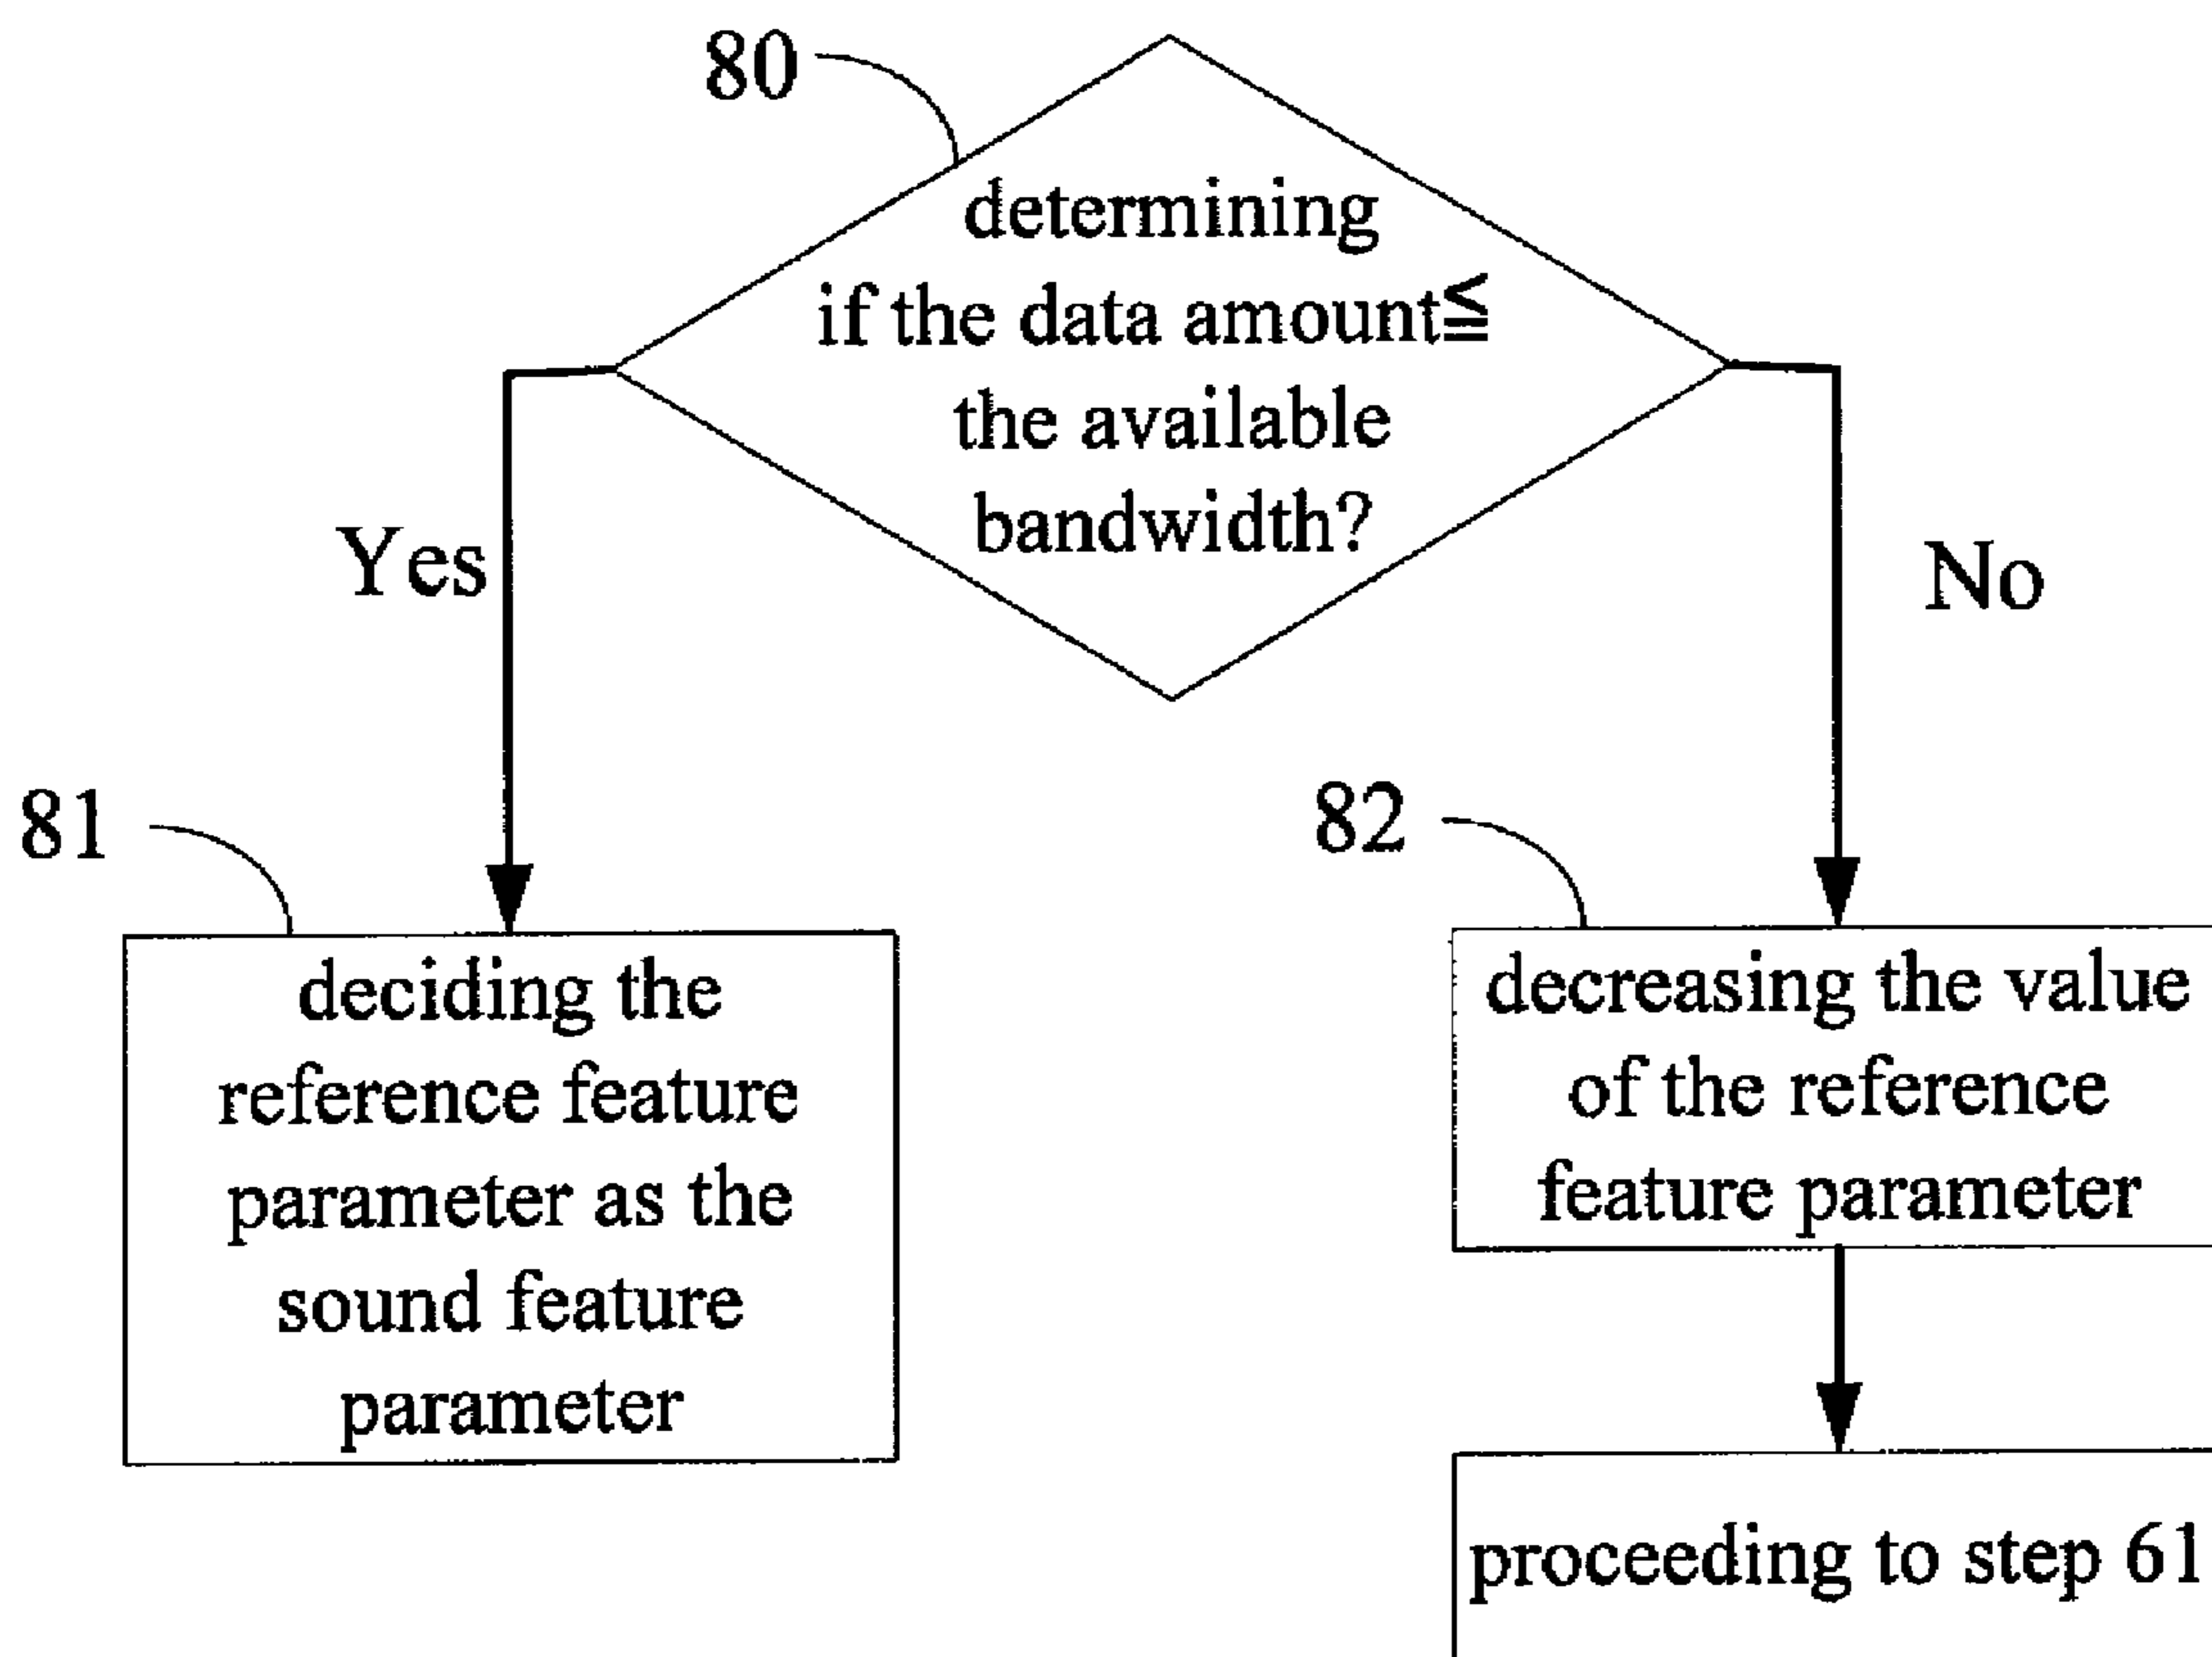 80
determining
if the data amount≦
the available
bandwidth?
Yes
No
81
deciding the
reference feature
parameter as the
sound feature
parameter
82
decreasing the value
of the reference
feature parameter
proceeding to step 61